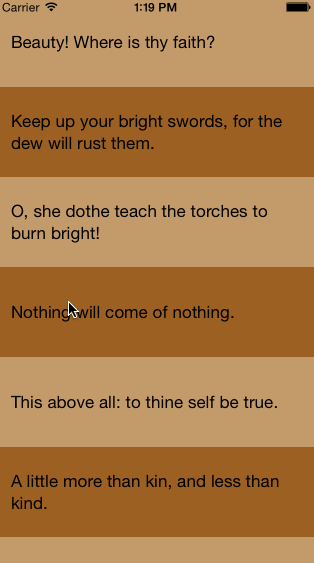 Carrier 1:19 PM
Beauty! Where is thy faith?
Keep up your bright swords, for the
dew will rust them.
O, she dothe teach the torches to
burn bright!
Nothing will come of nothing.
This above all: to thine self be true.
A little more than kin, and less than
kind.